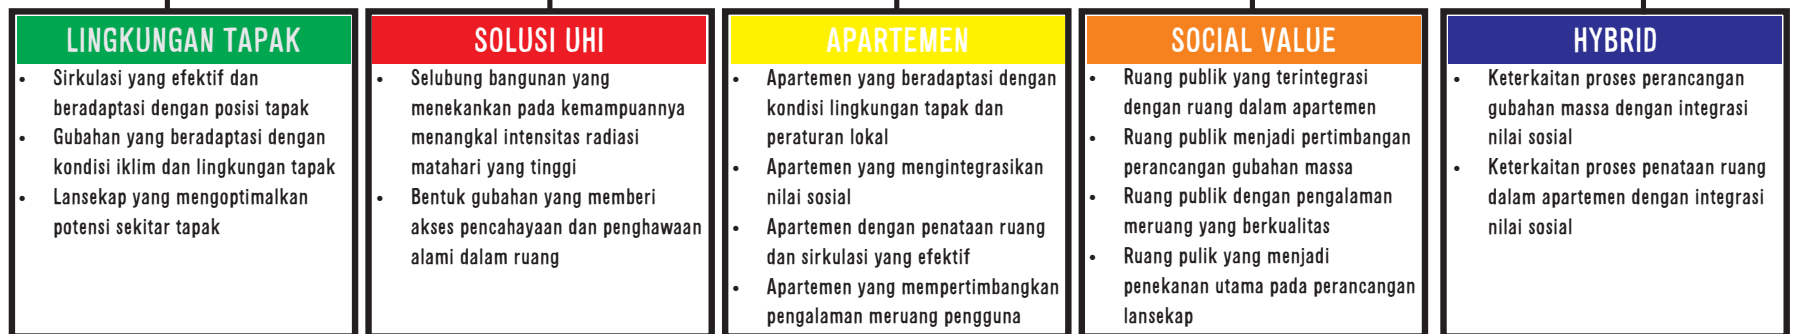 LINGKUNGAN TAPAK
• Sirkulasi yang efektif dan
beradaptasi dengan posisi tapak
• Gubahan yang beradaptasi dengan
kondisi iklim dan lingkungan tapak
• Lansekap yang mengoptimalkan
potensi sekitar tapak
SOLUSI UHI
• Selubung bangunan yang
menekankan pada kemampuannya
menangkal intensitas radiasi
matahari yang tinggi
• Bentuk gubahan yang memberi
akses pencahayaan dan penghawaan
alami dalam ruang
APARTEMEN
• Apartemen yang beradaptasi dengan
kondisi lingkungan tapak dan
peraturan lokal
• Apartemen yang mengintegrasikan
nilai sosial
• Apartemen dengan penataan ruang
dan sirkulasi yang efektif
• Apartemen yang mempertimbangkan
pengalaman meruang pengguna
SOCIAL VALUE
• Ruang publik yang terintegrasi
dengan ruang dalam apartemen
• Ruang publik menjadi pertimbangan
perancangan gubahan massa
• Ruang publik dengan pengalaman
meruang yang berkualitas
• Ruang pulik yang menjadi
penekanan utama pada perancangan
lansekap
HYBRID
• Keterkaitan proses perancangan
gubahan massa dengan integrasi
nilai sosial
• Keterkaitan proses penataan ruang
dalam apartemen dengan integrasi
nilai sosial